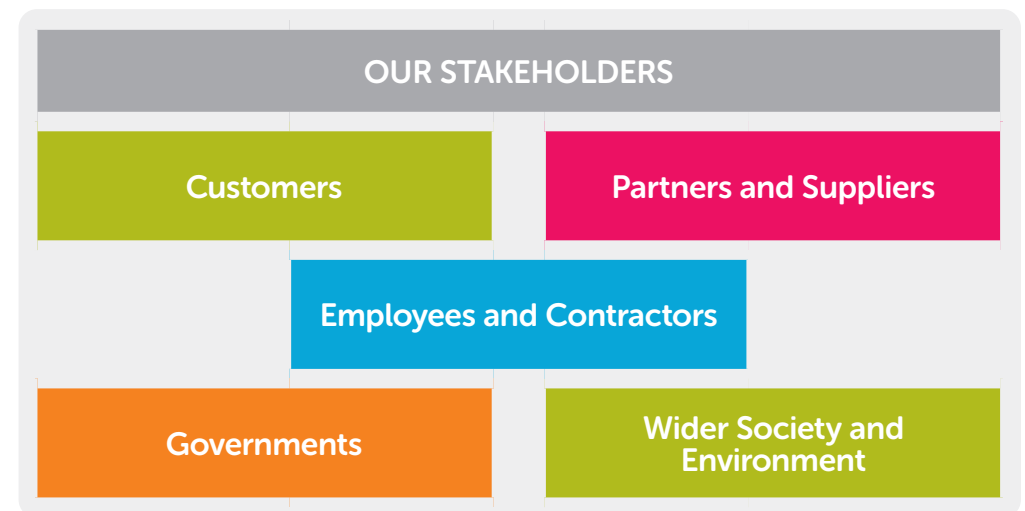 OUR STAKEHOLDERS
Customers
Partners and Suppliers
Employees and Contractors
Governments
Wider Society and
Environment